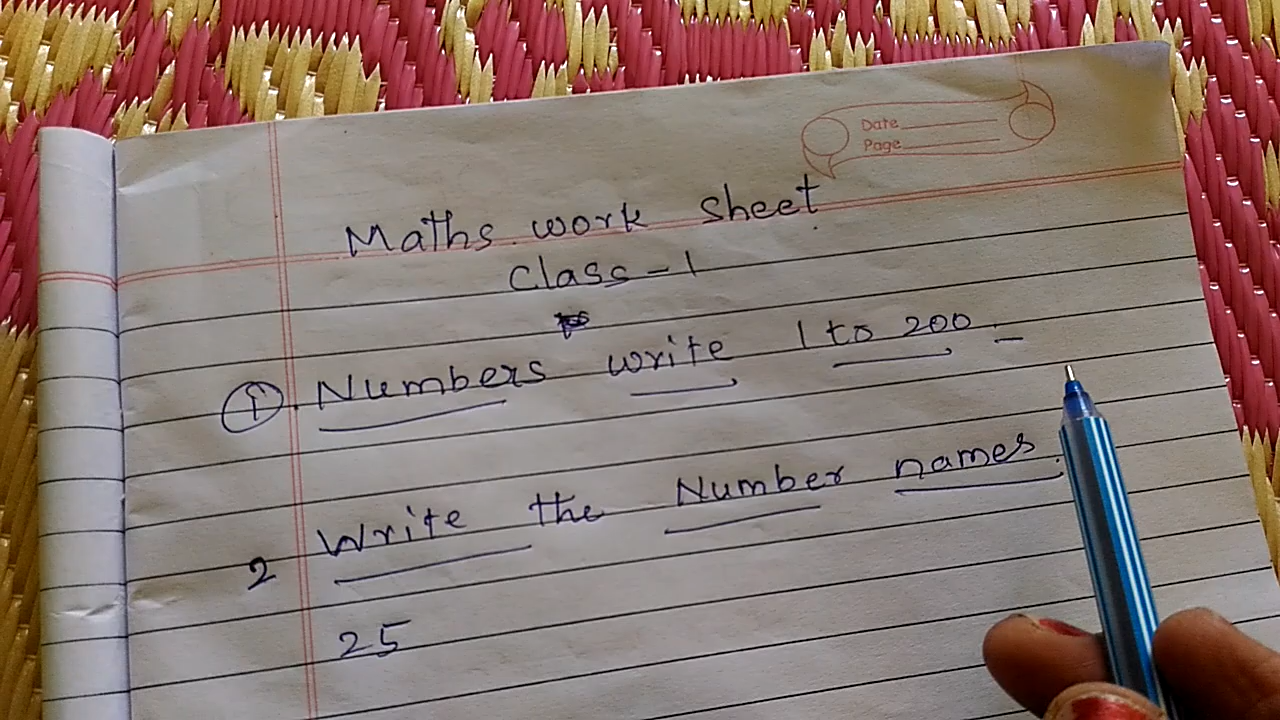 Date
Page
Maths work sheet
Class - 1
1. Numbers write 1 to 200 -
2 Write the Number names.
25